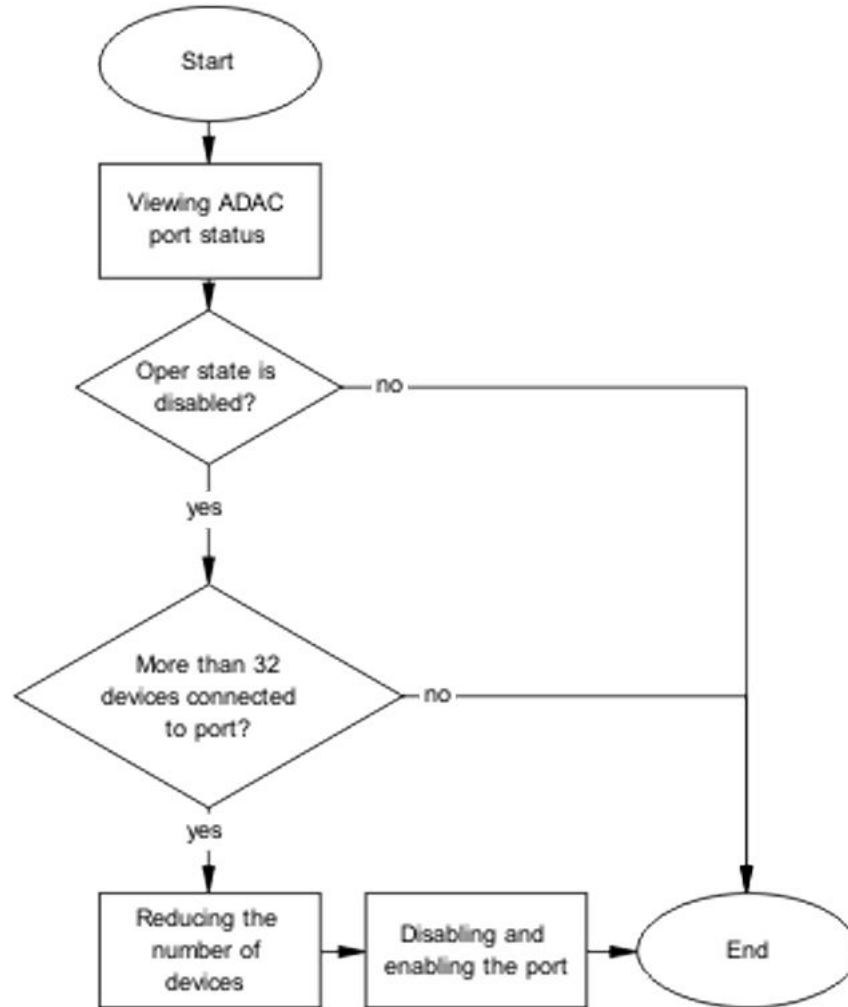 Start
Viewing ADAC
port status
Oper state is
disabled?
no
yes
More than 32
devices connected
to port?
no
yes
Reducing the
number of
devices
Disabling and
enabling the port
End